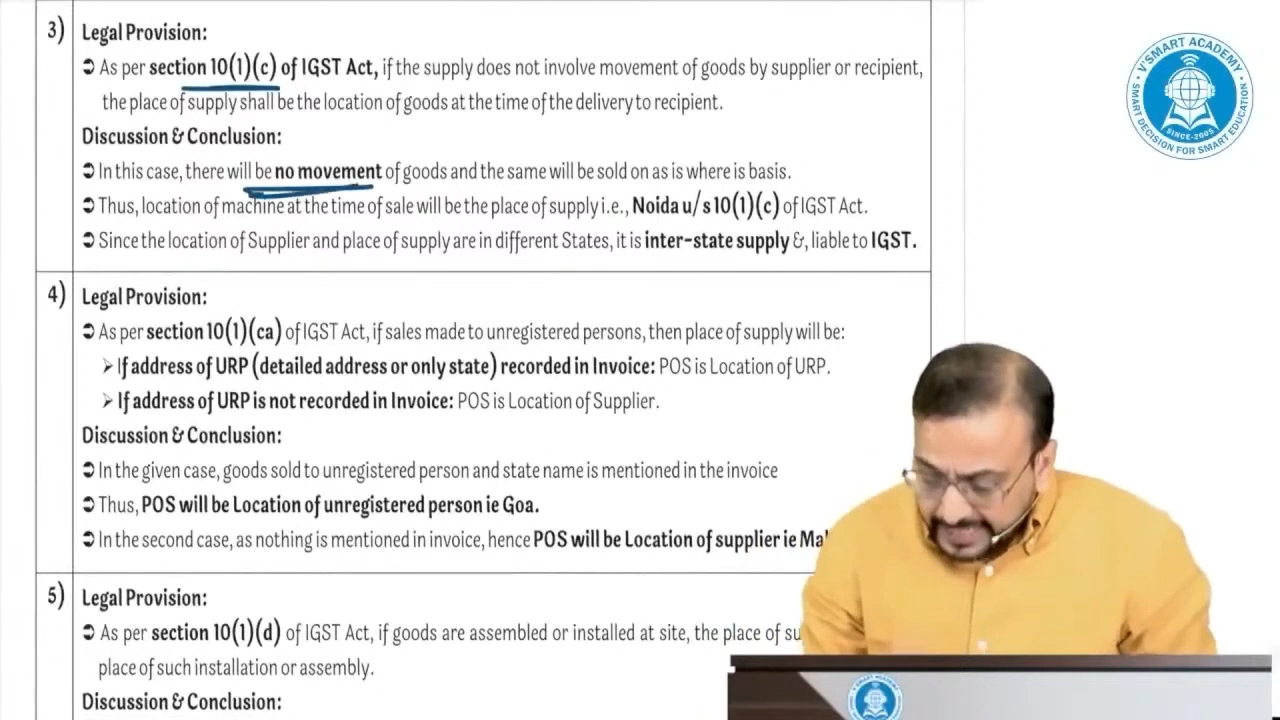 3)
Legal Provision:
➲ As per section 10(1)(c) of IGST Act, if the supply does not involve movement of goods by supplier or recipient,
the place of supply shall be the location of goods at the time of the delivery to recipient.
Discussion & Conclusion:
➲ In this case, there will be no movement of goods and the same will be sold on as is where is basis.
➲ Thus, location of machine at the time of sale will be the place of supply i.e., Noida u/s 10(1)(c) of IGST Act.
➲ Since the location of Supplier and place of supply are in different States, it is inter-state supply &, liable to IGST.
4)
Legal Provision:
➲ As per section 10(1)(ca) of IGST Act, if sales made to unregistered persons, then place of supply will be:
➢ If address of URP (detailed address or only state) recorded in Invoice: POS is Location of URP.
➢ If address of URP is not recorded in Invoice: POS is Location of Supplier.
Discussion & Conclusion:
➲ In the given case, goods sold to unregistered person and state name is mentioned in the invoice
➲ Thus, POS will be Location of unregistered person ie Goa.
➲ In the second case, as nothing is mentioned in invoice, hence POS will be Location of supplier ie
5)
Legal Provision:
➲ As per section 10(1)(d) of IGST Act, if goods are assembled or installed at site, the place of
place of such installation or assembly.
Discussion & Conclusion:
V'SMART ACADEMY
SINCE-2005
SMART DECISION FOR SMART EDUCATION